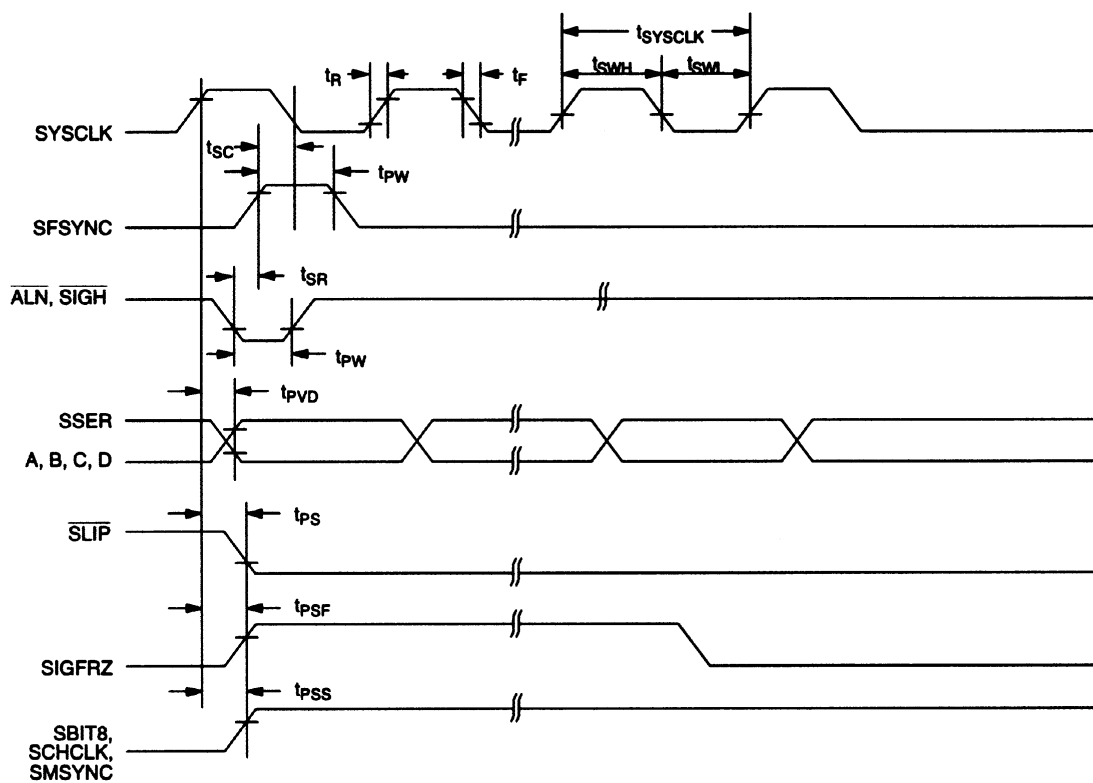 tSYSCLK
tR
tF
tSWH
tSWL
SYSCLK
tSC
tPW
SFSYNC
tSR
ALN, SIGH
tPW
tPVD
SSER
A, B, C, D
tPS
SLIP
tPSF
SIGFRZ
tPSS
SBIT8,
SCHCLK,
SMSYNC